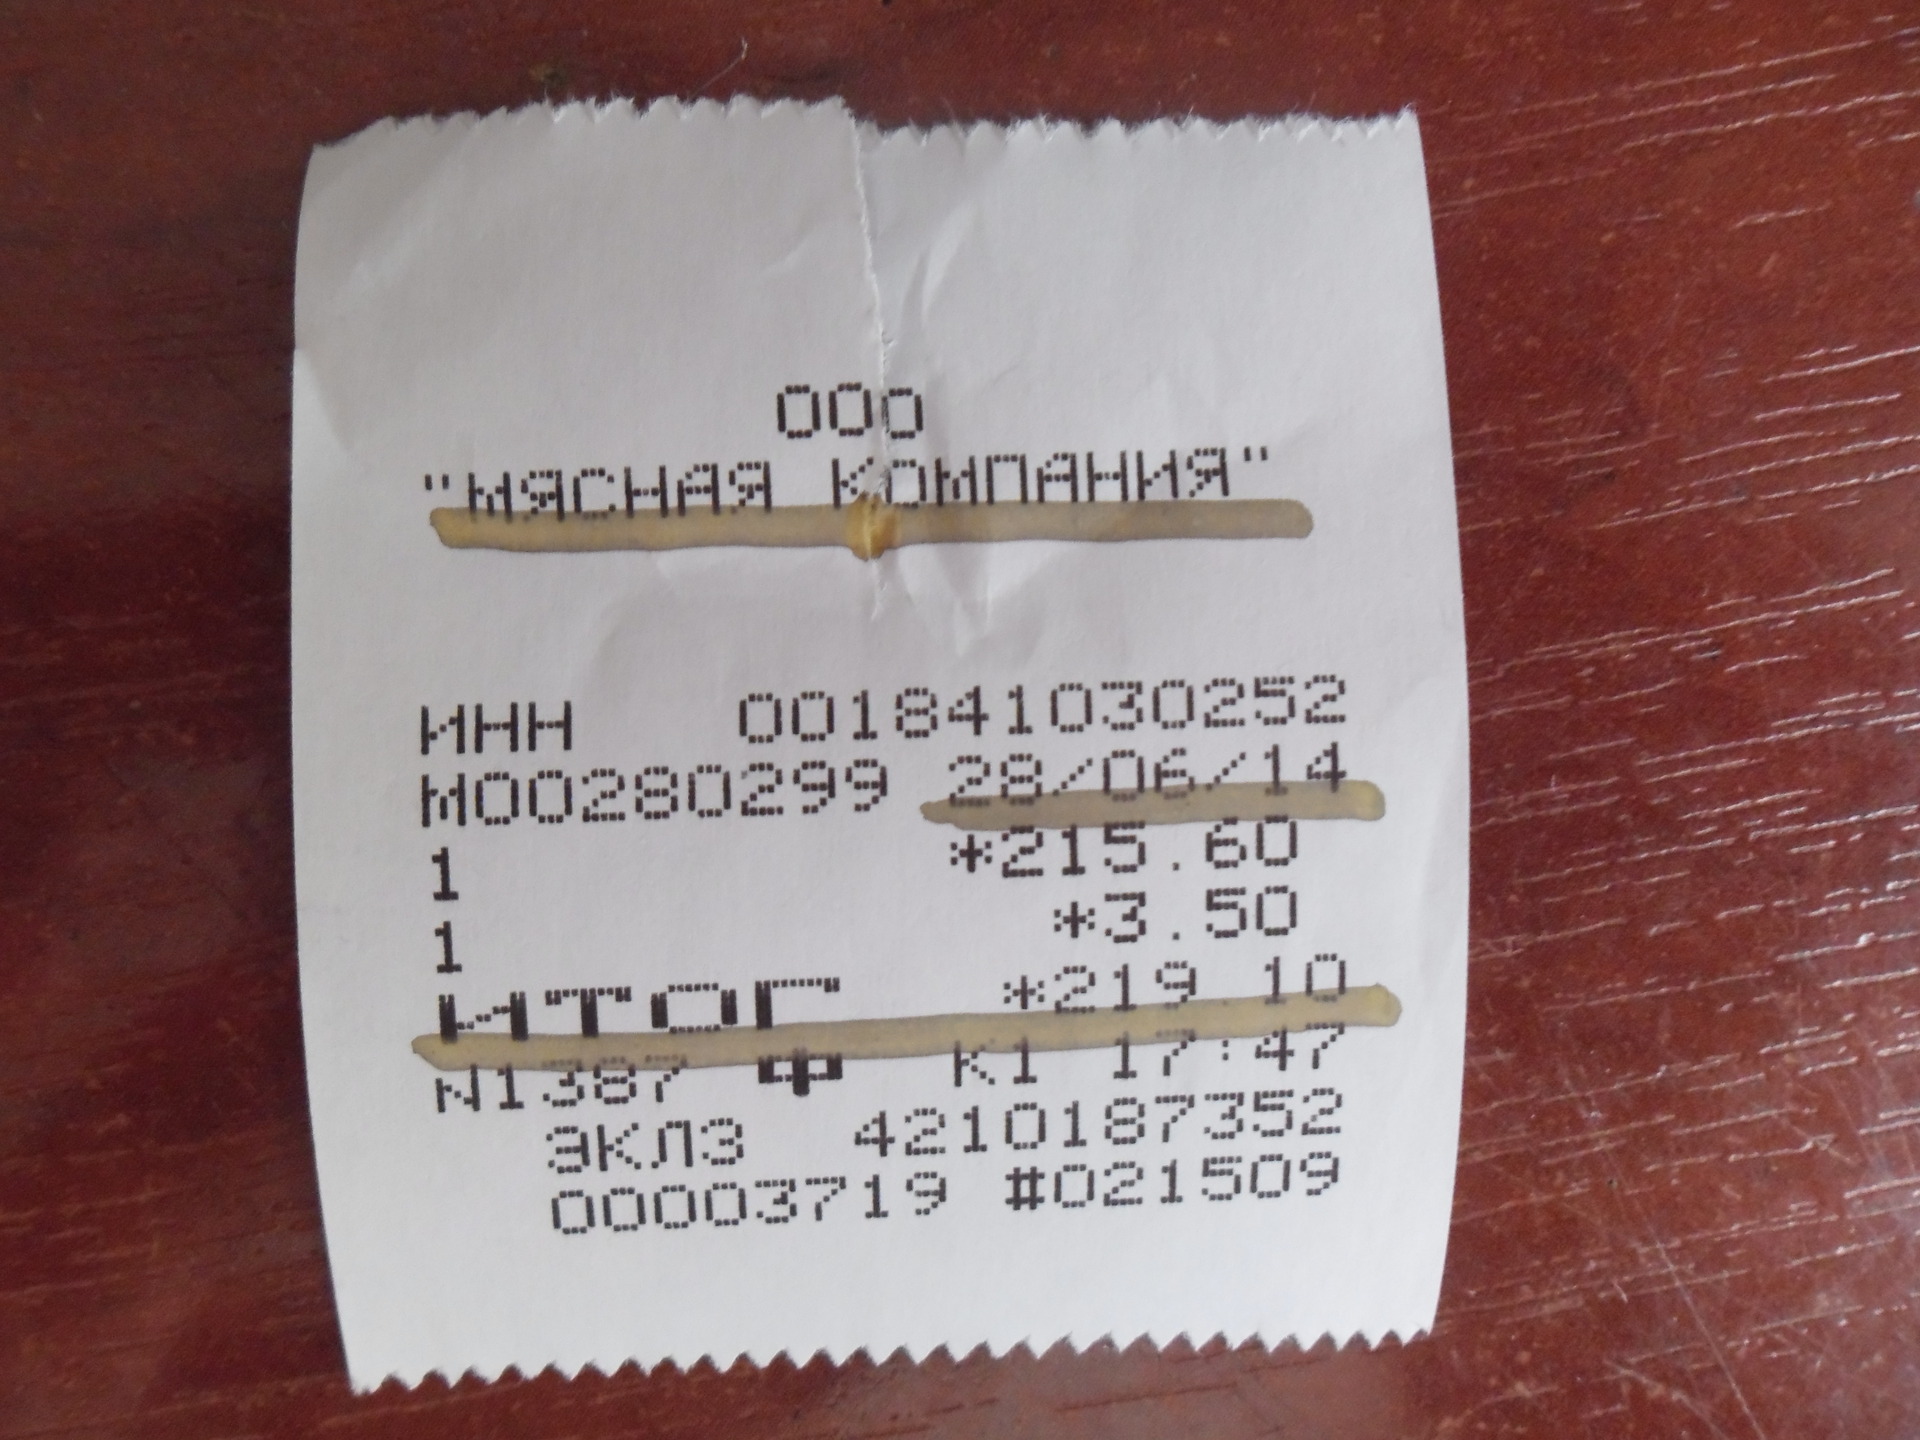 ООО
"МЯСНАЯ КОМПАНИЯ"
ИНН 001841030252
М00280299 28/06/14
1 *215.60
1 *3.50
ИТОГ *219.10
N1387 Ф К1 17:47
ЭКЛЗ 4210187352
00003719 #021509